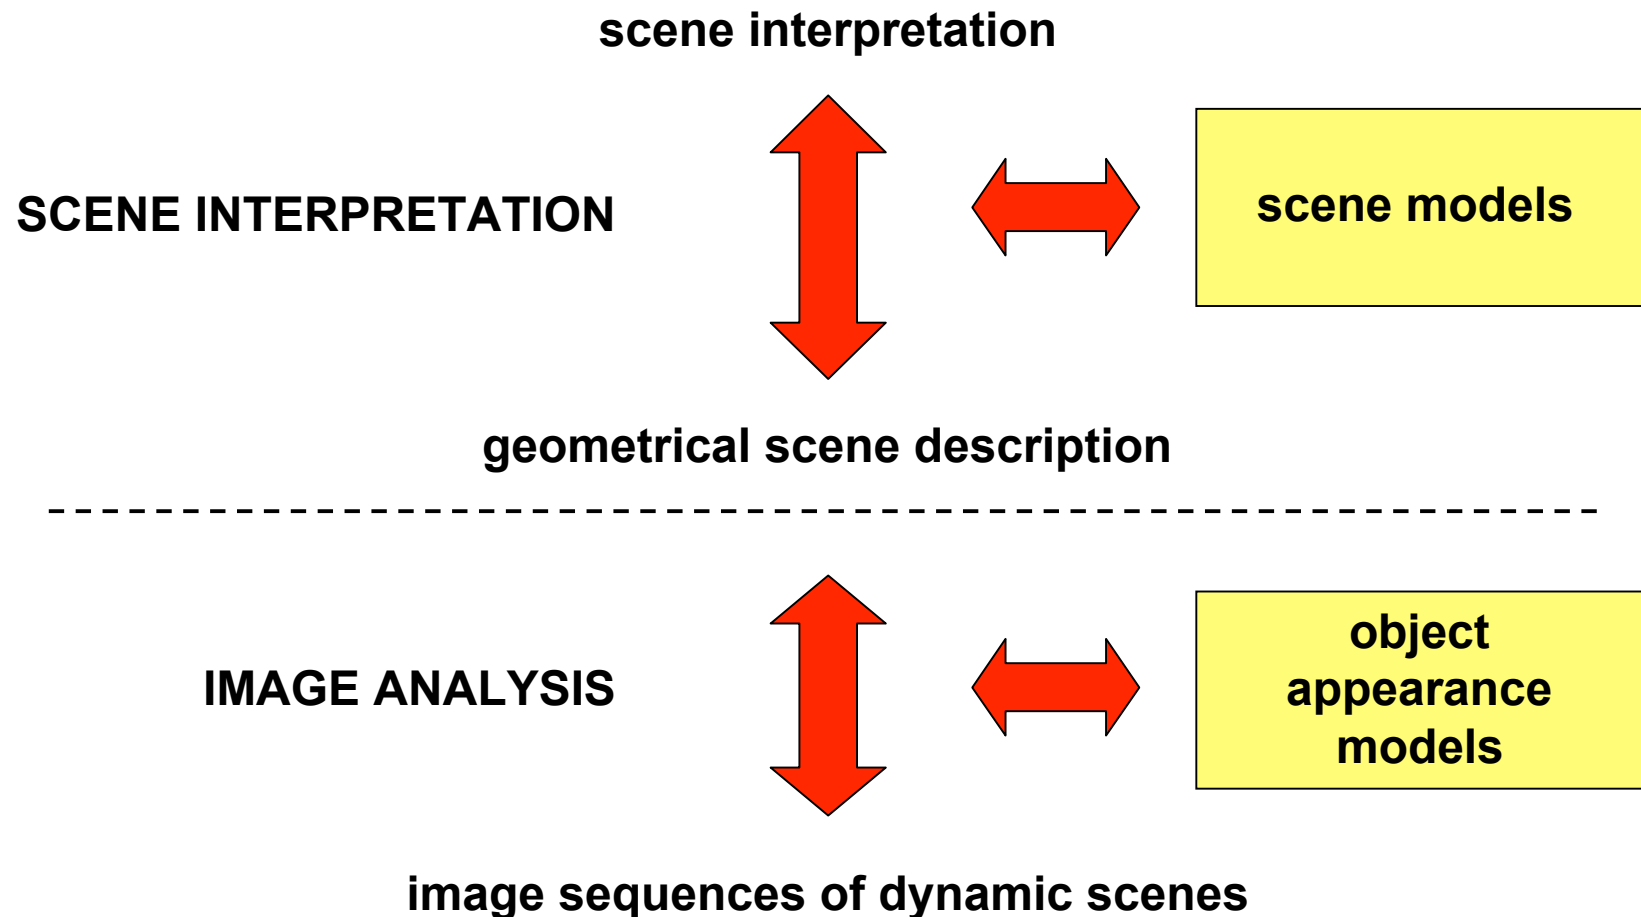 scene interpretation
SCENE INTERPRETATION
scene models
geometrical scene description
IMAGE ANALYSIS
object
appearance
models
image sequences of dynamic scenes